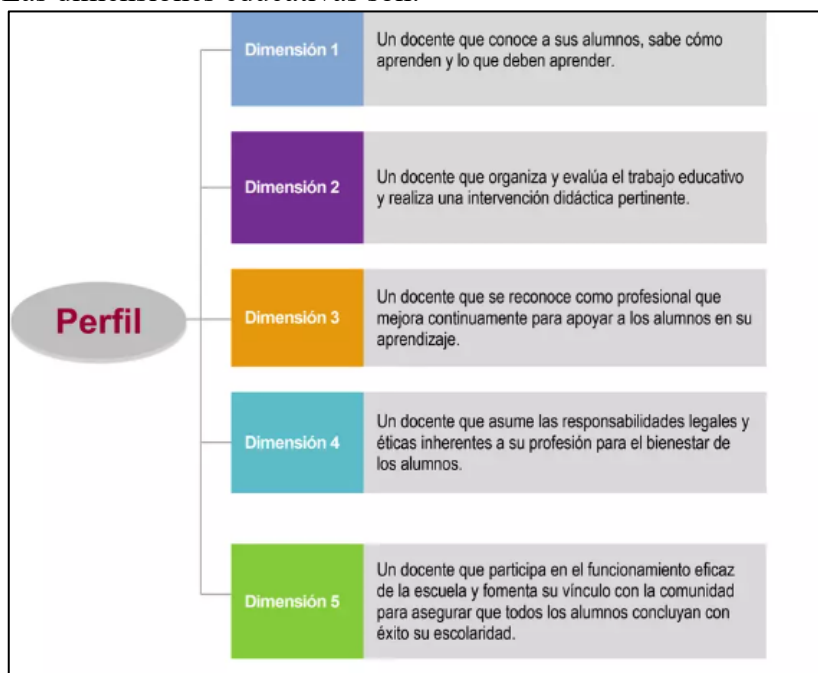 Las dimensiones educativas son:
Dimensión 1
Un docente que conoce a sus alumnos, sabe cómo
aprenden y lo que deben aprender.
Dimensión 2
Un docente que organiza y evalúa el trabajo educativo
y realiza una intervención didáctica pertinente.
Perfil
Dimensión 3
Un docente que se reconoce como profesional que
mejora continuamente para apoyar a los alumnos en su
aprendizaje.
Dimensión 4
Un docente que asume las responsabilidades legales y
éticas inherentes a su profesión para el bienestar de
los alumnos.
Dimensión 5
Un docente que participa en el funcionamiento eficaz
de la escuela y fomenta su vínculo con la comunidad
para asegurar que todos los alumnos concluyan con
éxito su escolaridad.